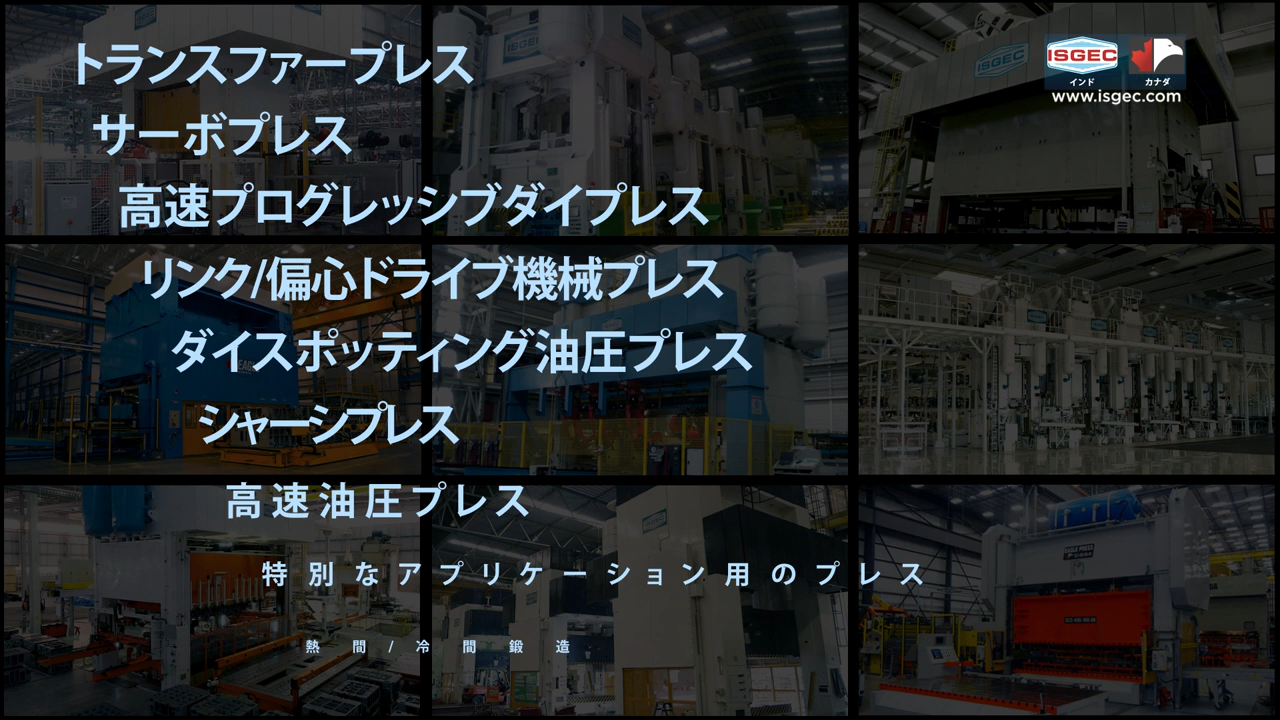 トランスファープレス
サーボプレス
高速プログレッシブダイプレス
リンク/偏心ドライブ機械プレス
ダイスポッティング油圧プレス
シャーシプレス
高速油圧プレス
特別なアプリケーション用のプレス
熱間/冷間鍛造
ISGEC
インド カナダ
www.isgec.com
ISGEC
ISGEC
EAGLE PRESS